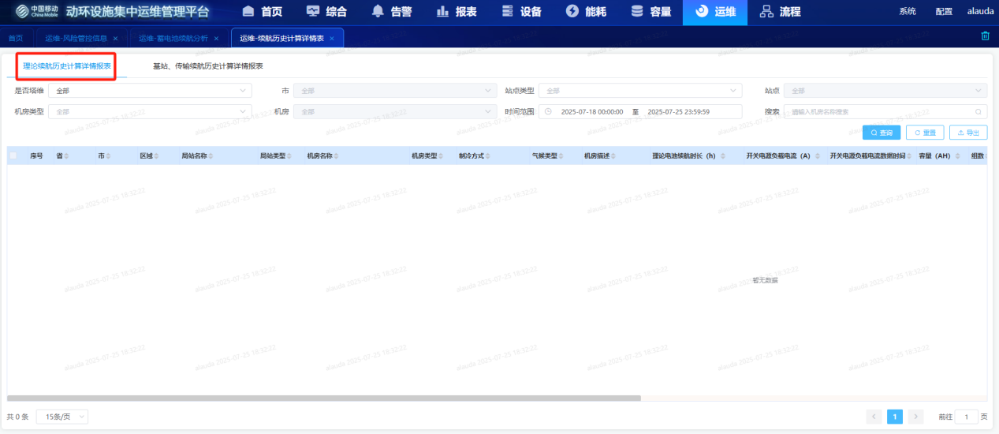 中国移动 China Mobile 动环设施集中运维管理平台 首页 综合 告警 报表 设备 能耗 容量 运维 流程 系统 配置 alauda
首页 运维-风险管控信息 × 运维-蓄电池续航分析 × 运维-续航历史计算详情表 ×
理论续航历史计算详情报表 基站、传输续航历史计算详情报表
是否塔维 全部 市 全部 站点类型 全部 站点 全部
机房类型 全部 机房 全部 时间范围 2025-07-18 00:00:00 至 2025-07-25 23:59:59 搜索 请输入机房名称搜索
查询 重置 导出
序号 省 市 区域 局站名称 局站类型 机房名称 机房类型 制冷方式 气候类型 机房描述 理论电池续航时长（h） 开关电源负载电流（A） 开关电源负载电流数据时间 容量（AH） 组数
alauda 2025-07-25 18:32:22
暂无数据
共 0 条 15条/页 < 1 > 前往 1 页